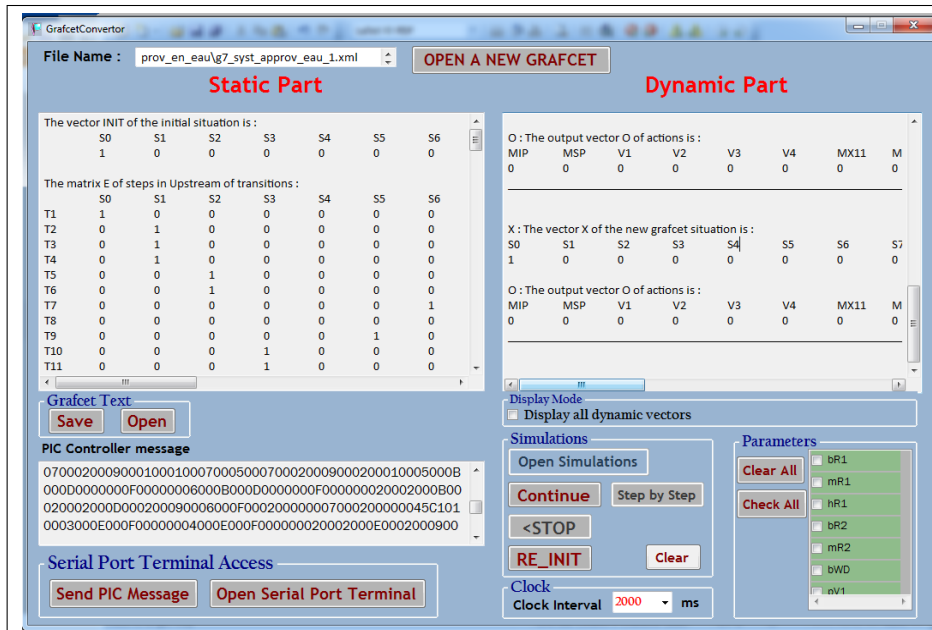 GrafcetConvertor
File Name : prov_en_eau\g7_syst_approv_eau_1.xml OPEN A NEW GRAFCET
Static Part
The vector INIT of the initial situation is :
S0 S1 S2 S3 S4 S5 S6
1 0 0 0 0 0 0
The matrix E of steps in Upstream of transitions :
S0 S1 S2 S3 S4 S5 S6
T1 1 0 0 0 0 0 0
T2 0 1 0 0 0 0 0
T3 0 1 0 0 0 0 0
T4 0 1 0 0 0 0 0
T5 0 0 1 0 0 0 0
T6 0 0 1 0 0 0 0
T7 0 0 0 0 0 0 1
T8 0 0 0 0 0 0 0
T9 0 0 0 0 0 1 0
T10 0 0 0 1 0 0 0
T11 0 0 0 1 0 0 0
Grafcet Text
Save Open
PIC Controller message
07000200090001000100070005000700020009000200010005000B
000D0000000F00000006000B000D0000000F000000020002000B00
020002000D000200090006000F000200000007000200000045C101
0003000E000F00000004000E000F000000020002000E0002000900
Serial Port Terminal Access
Send PIC Message Open Serial Port Terminal
Dynamic Part
O : The output vector O of actions is :
MIP MSP V1 V2 V3 V4 MX11 M
0 0 0 0 0 0 0 0
X : The vector X of the new grafcet situation is :
S0 S1 S2 S3 S4 S5 S6 S7
1 0 0 0 0 0 0 0
O : The output vector O of actions is :
MIP MSP V1 V2 V3 V4 MX11 M
0 0 0 0 0 0 0 0
Display Mode
Display all dynamic vectors
Simulations
Open Simulations
Continue Step by Step
<STOP
RE_INIT Clear
Clock
Clock Interval 2000 ms
Parameters
Clear All
Check All
bR1
mR1
hR1
bR2
mR2
bWD
pV1